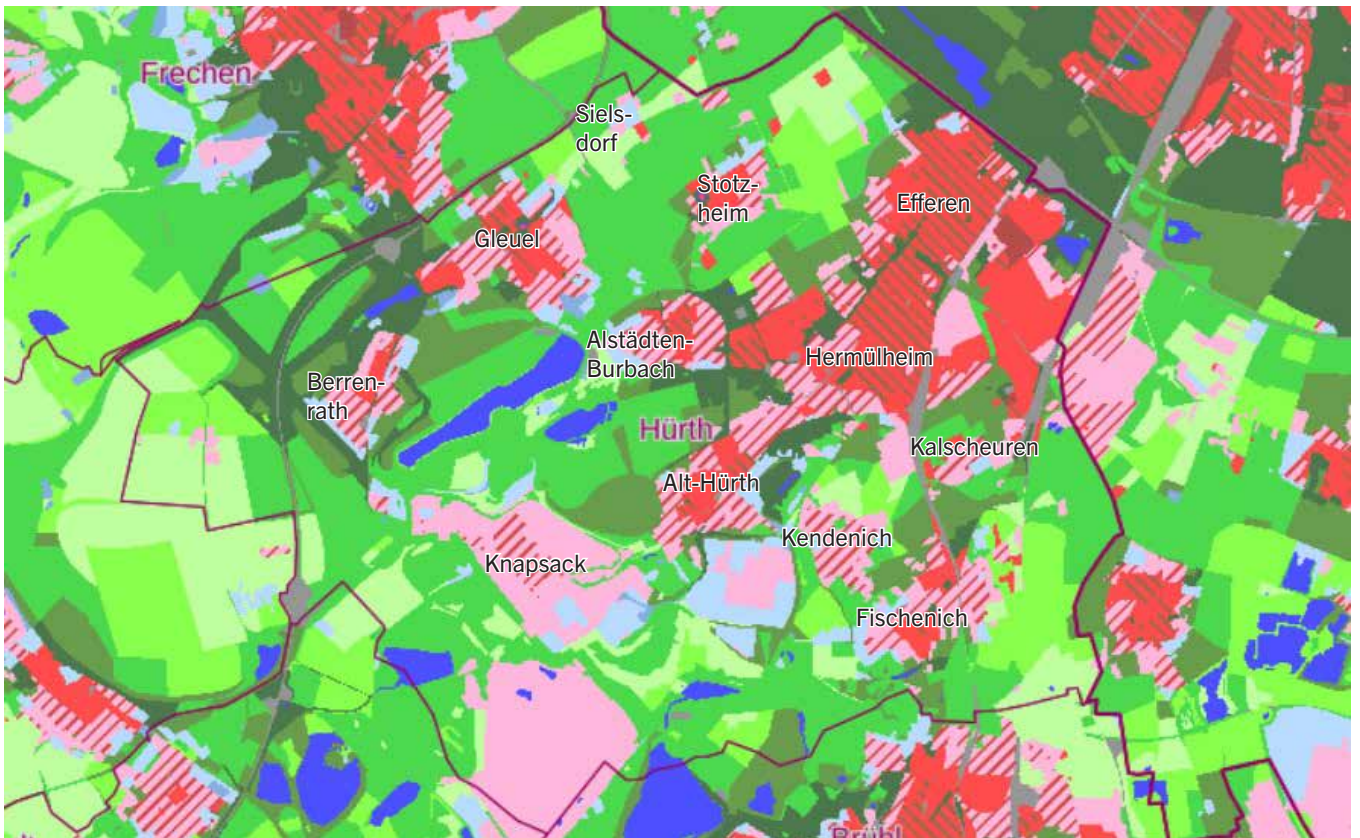 Frechen
Siels-
dorf
Stotz-
heim
Efferen
Gleuel
Alstädten-
Burbach
Hermülheim
Berren-
rath
Hürth
Kalscheuren
Alt-Hürth
Kendenich
Knapsack
Fischenich
Brühl